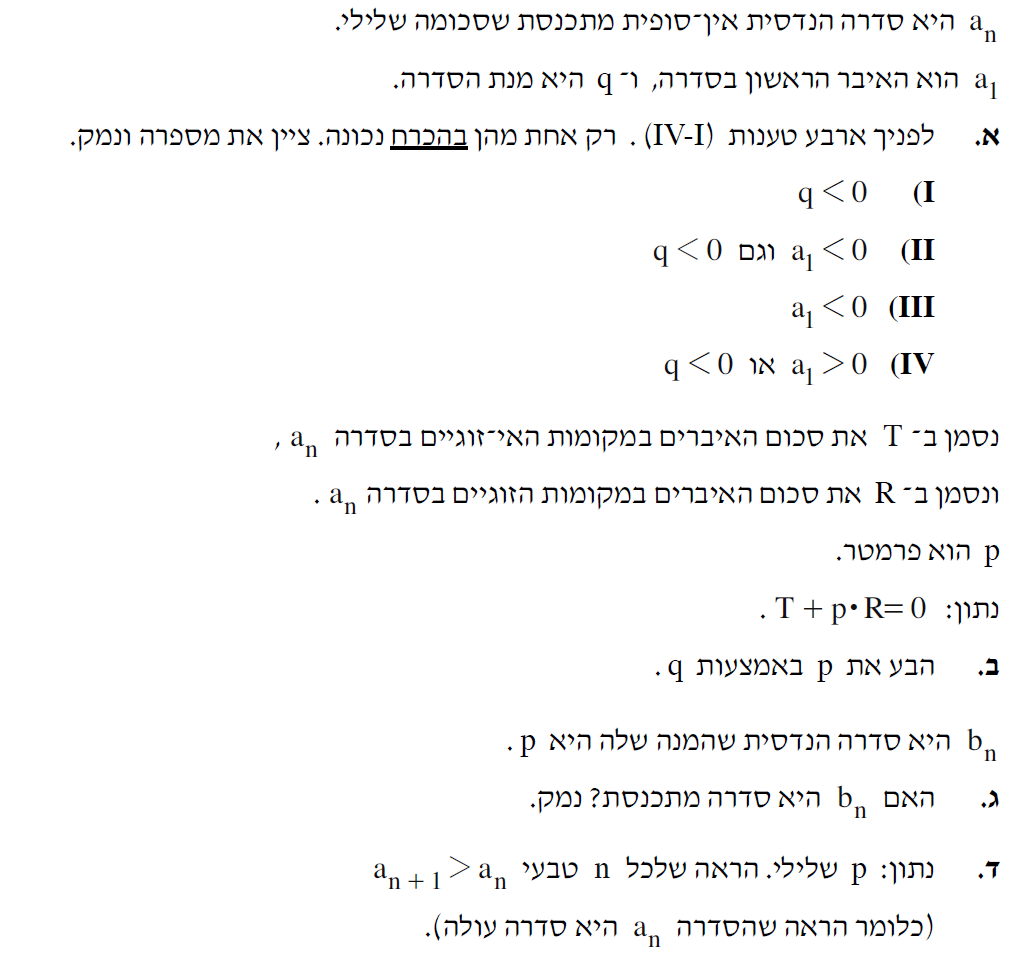 a_n היא סדרה הנדסית אין־סופית מתכנסת שסכומה שלילי.
a_1 הוא האיבר הראשון בסדרה, ו־ q היא מנת הסדרה.
א. לפניך ארבע טענות (IV-I) . רק אחת מהן בהכרח נכונה. ציין את מספרה ונמק.
I) q < 0
II) a_1 < 0 וגם q < 0
III) a_1 < 0
IV) a_1 > 0 או q < 0
נסמן ב־ T את סכום האיברים במקומות האי־זוגיים בסדרה a_n ,
ונסמן ב־ R את סכום האיברים במקומות הזוגיים בסדרה a_n .
p הוא פרמטר.
נתון: T + p • R = 0 .
ב. הבע את p באמצעות q .
b_n היא סדרה הנדסית שהמנה שלה היא p .
ג. האם b_n היא סדרה מתכנסת? נמק.
ד. נתון: p שלילי. הראה שלכל n טבעי a_{n+1} > a_n
(כלומר הראה שהסדרה a_n היא סדרה עולה).